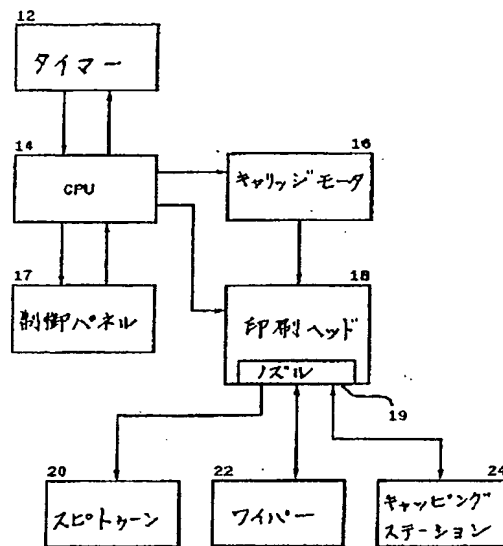 12
タイマー
14
CPU
16
キャリッジモータ
17
制御パネル
18
印刷ヘッド
ノズル
19
20
スピトゥーン
22
ワイパー
24
キャッピング
ステーション